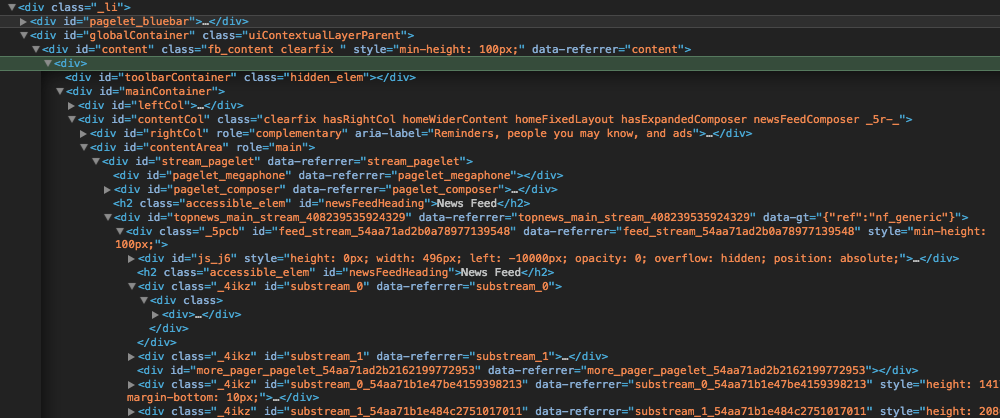 ▼<div class="_li">
▶<div id="pagelet_bluebar">…</div>
▼<div id="globalContainer" class="uiContextualLayerParent">
▼<div id="content" class="fb_content clearfix " style="min-height: 100px;" data-referrer="content">
▼<div>
<div id="toolbarContainer" class="hidden_elem"></div>
▼<div id="mainContainer">
▶<div id="leftCol">…</div>
▼<div id="contentCol" class="clearfix hasRightCol homeWiderContent homeFixedLayout hasExpandedComposer newsFeedComposer _5r-_">
▶<div id="rightCol" role="complementary" aria-label="Reminders, people you may know, and ads">…</div>
▼<div id="contentArea" role="main">
▼<div id="stream_pagelet" data-referrer="stream_pagelet">
<div id="pagelet_megaphone" data-referrer="pagelet_megaphone"></div>
▶<div id="pagelet_composer" data-referrer="pagelet_composer">…</div>
<h2 class="accessible_elem" id="newsFeedHeading">News Feed</h2>
▼<div id="topnews_main_stream_408239535924329" data-referrer="topnews_main_stream_408239535924329" data-gt="{"ref":"nf_generic"}">
▼<div class="_5pcb" id="feed_stream_54aa71ad2b0a78977139548" data-referrer="feed_stream_54aa71ad2b0a78977139548" style="min-height:
100px;">
▶<div id="js_j6" style="height: 0px; width: 496px; left: -10000px; opacity: 0; overflow: hidden; position: absolute;">…</div>
<h2 class="accessible_elem" id="newsFeedHeading">News Feed</h2>
▼<div class="_4ikz" id="substream_0" data-referrer="substream_0">
▼<div class>
▶<div>…</div>
</div>
</div>
▶<div class="_4ikz" id="substream_1" data-referrer="substream_1">…</div>
<div id="more_pager_pagelet_54aa71ad2b2162199772953" data-referrer="more_pager_pagelet_54aa71ad2b2162199772953"></div>
▶<div class="_4ikz" id="substream_0_54aa71b1e47be4159398213" data-referrer="substream_0_54aa71b1e47be4159398213" style="height: 141
margin-bottom: 10px;">…</div>
▶<div class="_4ikz" id="substream_1_54aa71b1e484c2751017011" data-referrer="substream_1_54aa71b1e484c2751017011" style="height: 206